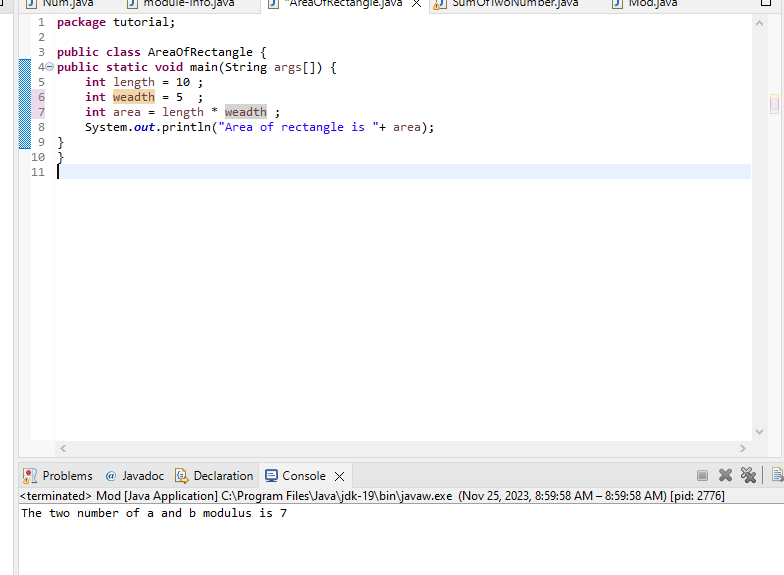 Num.java module-info.java *AreaOfRectangle.java SumOfTwoNumber.java Mod.java
1 package tutorial;
2
3 public class AreaOfRectangle {
4 public static void main(String args[]) {
5 int length = 10 ;
6 int weadth = 5  ;
7 int area = length * weadth ;
8 System.out.println("Area of rectangle is "+ area);
9 }
10 }
11
Problems @ Javadoc Declaration Console
<terminated> Mod [Java Application] C:\Program Files\Java\jdk-19\bin\javaw.exe (Nov 25, 2023, 8:59:58 AM – 8:59:58 AM) [pid: 2776]
The two number of a and b modulus is 7